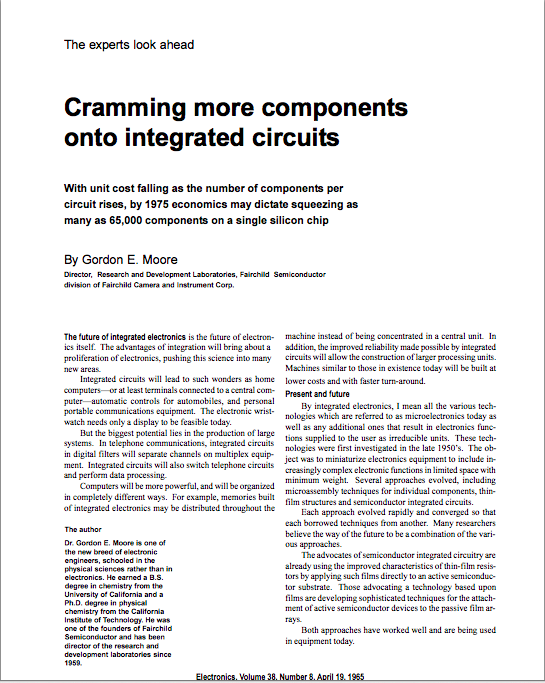 The experts look ahead
Cramming more components
onto integrated circuits
With unit cost falling as the number of components per
circuit rises, by 1975 economics may dictate squeezing as
many as 65,000 components on a single silicon chip
By Gordon E. Moore
Director, Research and Development Laboratories, Fairchild Semiconductor
division of Fairchild Camera and Instrument Corp.
The future of integrated electronics is the future of electron-
ics itself. The advantages of integration will bring about a
proliferation of electronics, pushing this science into many
new areas.
Integrated circuits will lead to such wonders as home
computers—or at least terminals connected to a central com-
puter—automatic controls for automobiles, and personal
portable communications equipment. The electronic wrist-
watch needs only a display to be feasible today.
But the biggest potential lies in the production of large
systems. In telephone communications, integrated circuits
in digital filters will separate channels on multiplex equip-
ment. Integrated circuits will also switch telephone circuits
and perform data processing.
Computers will be more powerful, and will be organized
in completely different ways. For example, memories built
of integrated electronics may be distributed throughout the
The author
Dr. Gordon E. Moore is one of
the new breed of electronic
engineers, schooled in the
physical sciences rather than in
electronics. He earned a B.S.
degree in chemistry from the
University of California and a
Ph.D. degree in physical
chemistry from the California
Institute of Technology. He was
one of the founders of Fairchild
Semiconductor and has been
director of the research and
development laboratories since
1959.
machine instead of being concentrated in a central unit. In
addition, the improved reliability made possible by integrated
circuits will allow the construction of larger processing units.
Machines similar to those in existence today will be built at
lower costs and with faster turn-around.
Present and future
By integrated electronics, I mean all the various tech-
nologies which are referred to as microelectronics today as
well as any additional ones that result in electronics func-
tions supplied to the user as irreducible units. These tech-
nologies were first investigated in the late 1950's. The ob-
ject was to miniaturize electronics equipment to include in-
creasingly complex electronic functions in limited space with
minimum weight. Several approaches evolved, including
microassembly techniques for individual components, thin-
film structures and semiconductor integrated circuits.
Each approach evolved rapidly and converged so that
each borrowed techniques from another. Many researchers
believe the way of the future to be a combination of the vari-
ous approaches.
The advocates of semiconductor integrated circuitry are
already using the improved characteristics of thin-film resis-
tors by applying such films directly to an active semiconduc-
tor substrate. Those advocating a technology based upon
films are developing sophisticated techniques for the attach-
ment of active semiconductor devices to the passive film ar-
rays.
Both approaches have worked well and are being used
in equipment today.
Electronics, Volume 38, Number 8, April 19, 1965